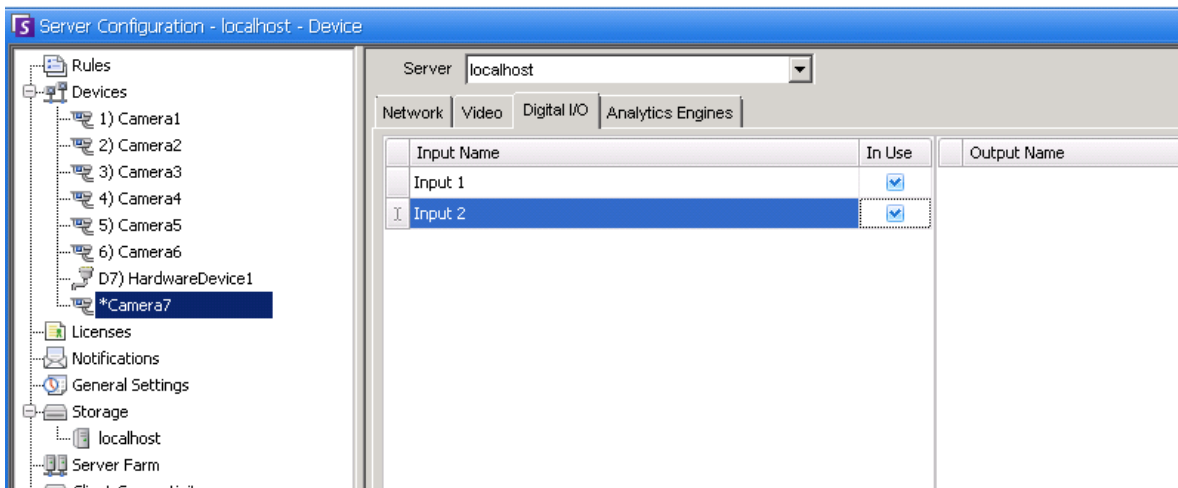 Server Configuration - localhost - Device
Rules
Devices
1) Camera1
2) Camera2
3) Camera3
4) Camera4
5) Camera5
6) Camera6
D7) HardwareDevice1
*Camera7
Licenses
Notifications
General Settings
Storage
localhost
Server Farm
Server localhost
Network Video Digital I/O Analytics Engines
Input Name In Use Output Name
Input 1
Input 2